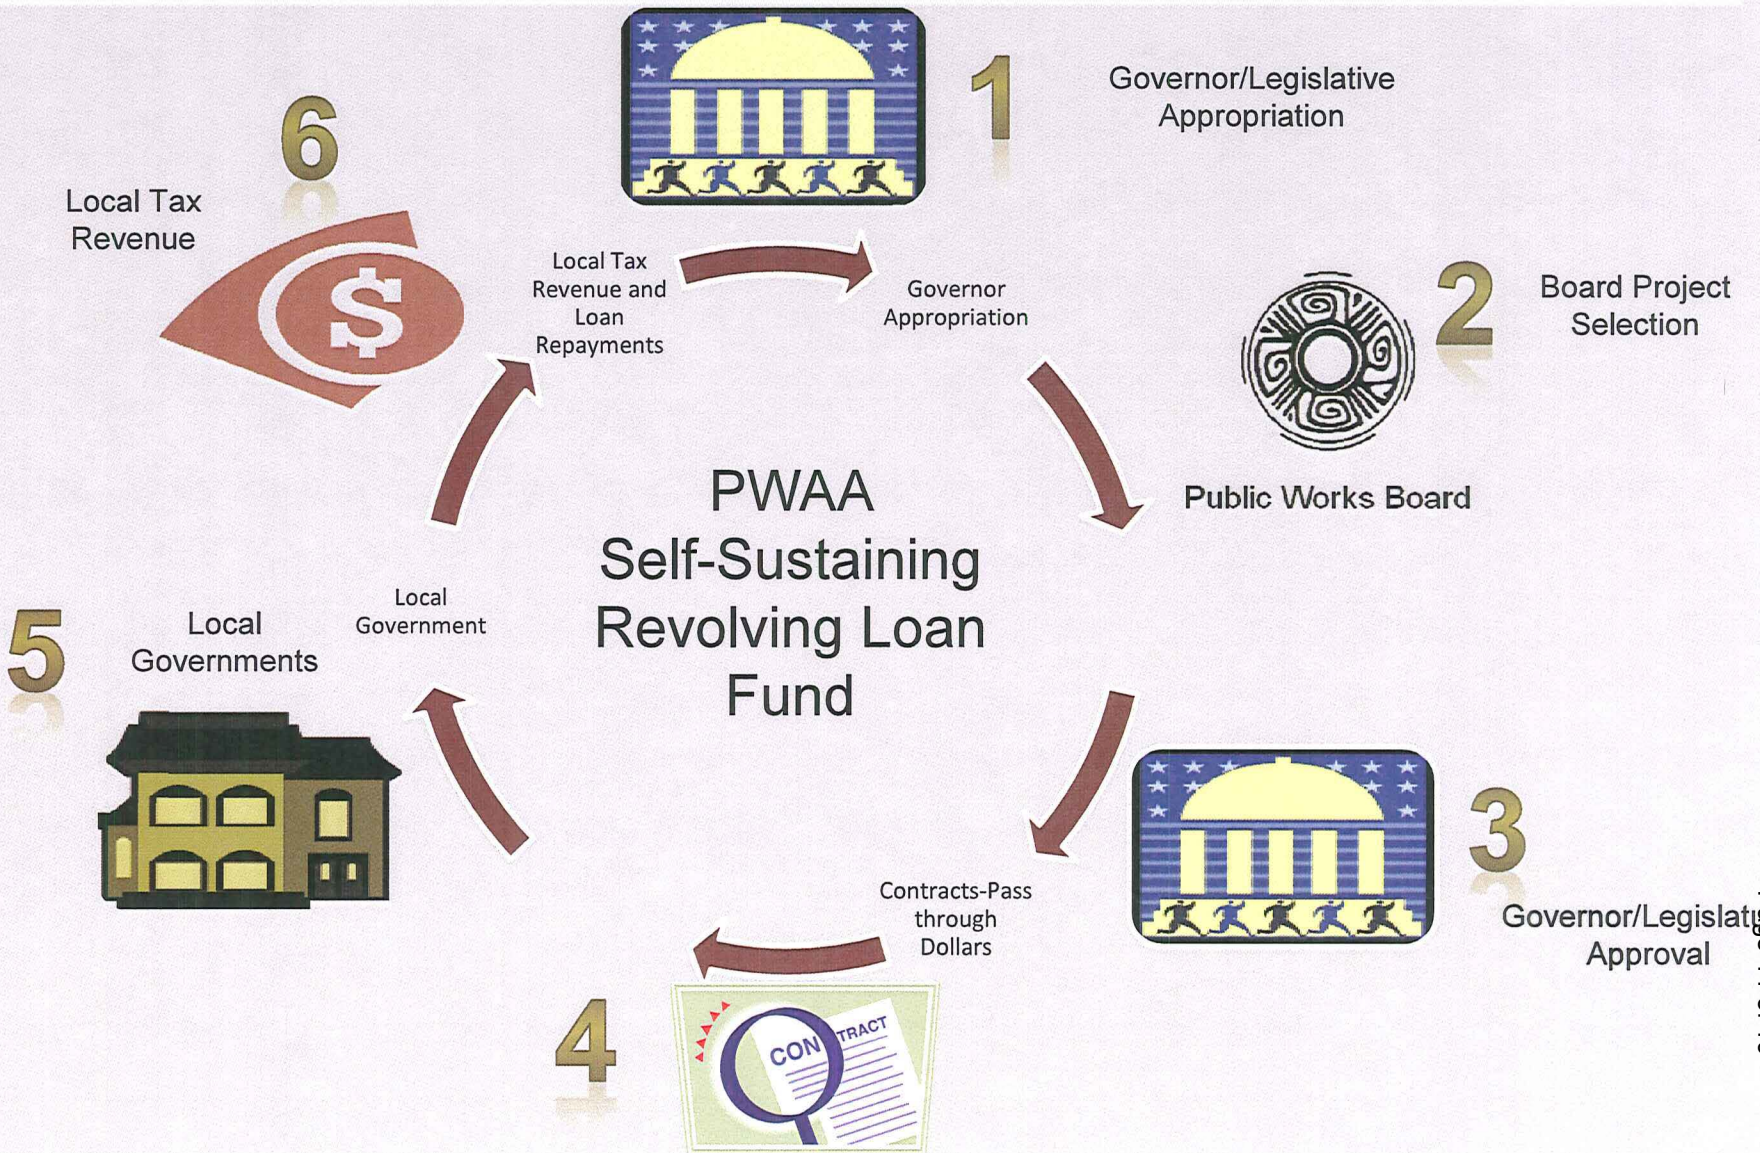 1
Governor/Legislative
Appropriation
6
Local Tax
Revenue
$
Local Tax
Revenue and
Loan
Repayments
Governor
Appropriation
2
Board Project
Selection
Public Works Board
PWAA
Self-Sustaining
Revolving Loan
Fund
5
Local
Governments
Local
Government
3
Governor/Legislat
Approval
Contracts-Pass
through
Dollars
4
CONTRACT